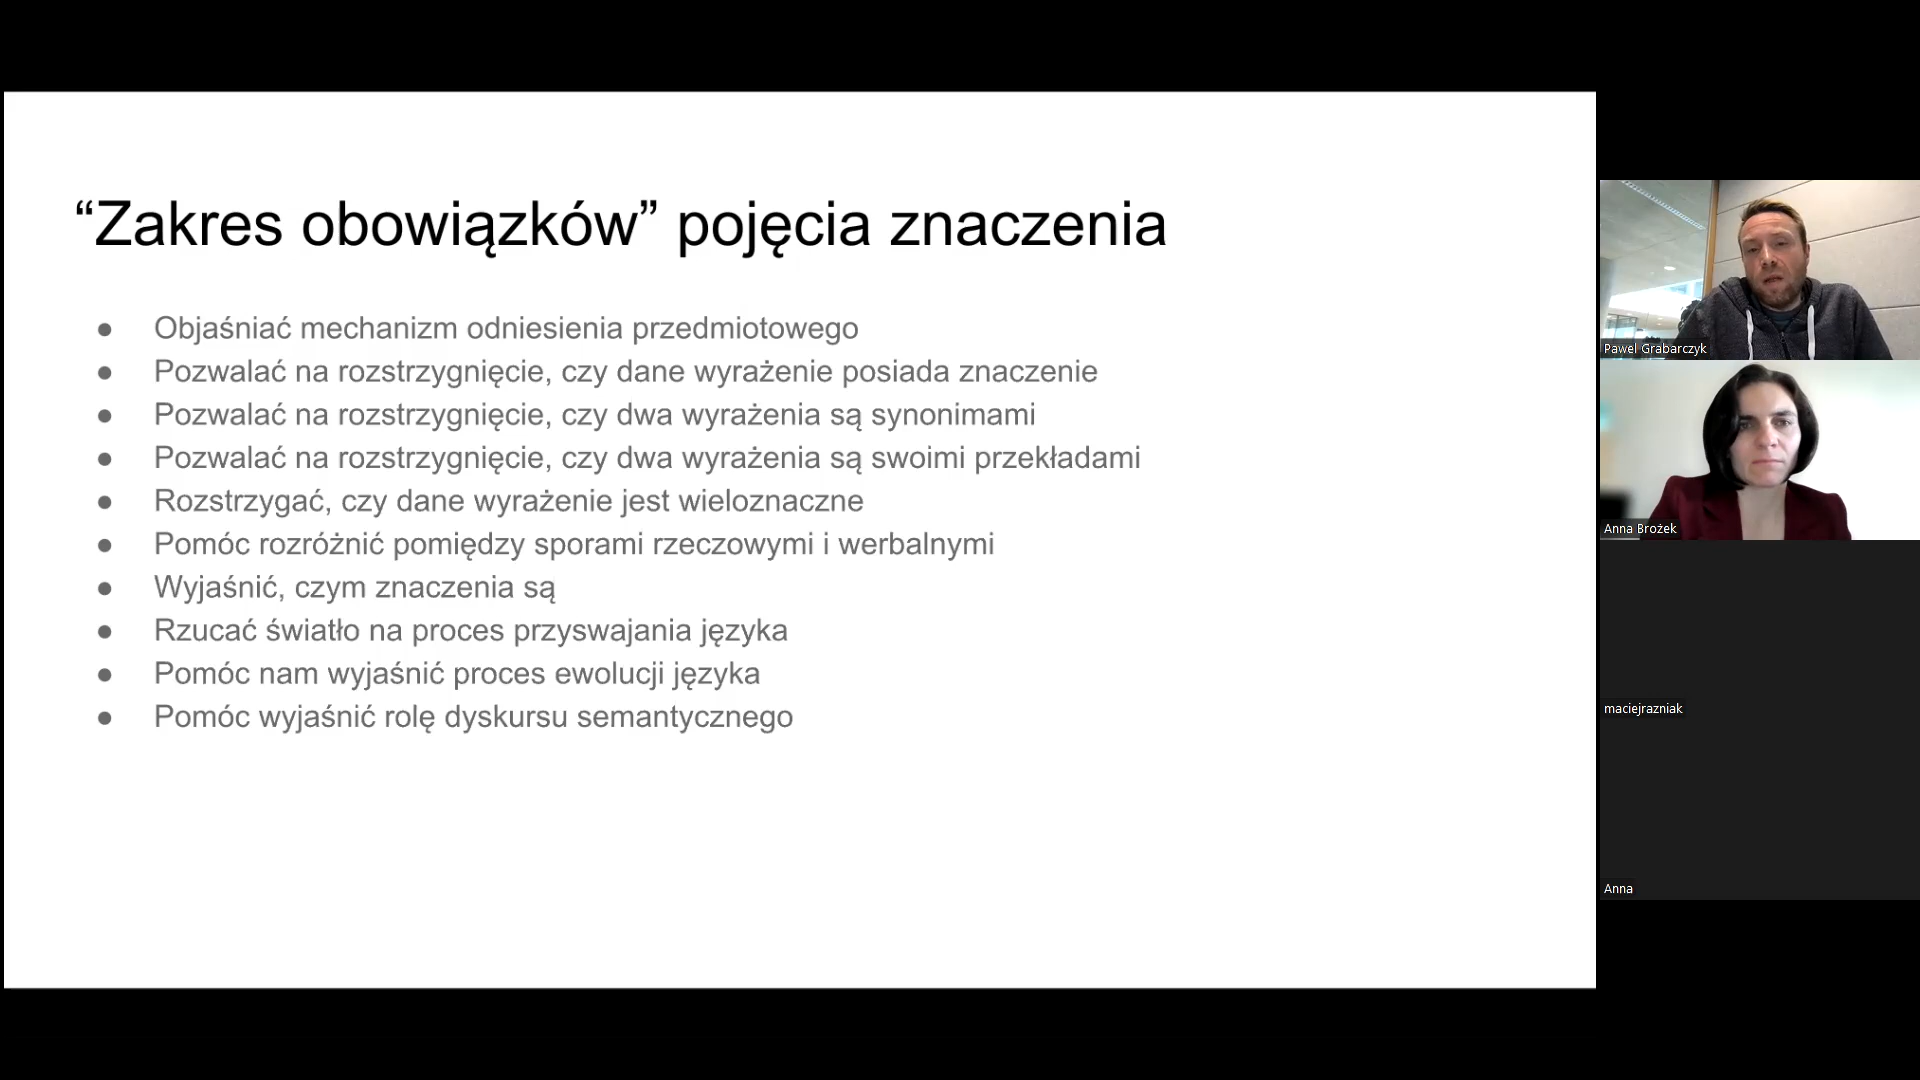 “Zakres obowiązków” pojęcia znaczenia
● Objaśniać mechanizm odniesienia przedmiotowego
● Pozwalać na rozstrzygnięcie, czy dane wyrażenie posiada znaczenie
● Pozwalać na rozstrzygnięcie, czy dwa wyrażenia są synonimami
● Pozwalać na rozstrzygnięcie, czy dwa wyrażenia są swoimi przekładami
● Rozstrzygać, czy dane wyrażenie jest wieloznaczne
● Pomóc rozróżnić pomiędzy sporami rzeczowymi i werbalnymi
● Wyjaśnić, czym znaczenia są
● Rzucać światło na proces przyswajania języka
● Pomóc nam wyjaśnić proces ewolucji języka
● Pomóc wyjaśnić rolę dyskursu semantycznego
Pawel Grabarczyk
Anna Brożek
maciejrazniak
Anna